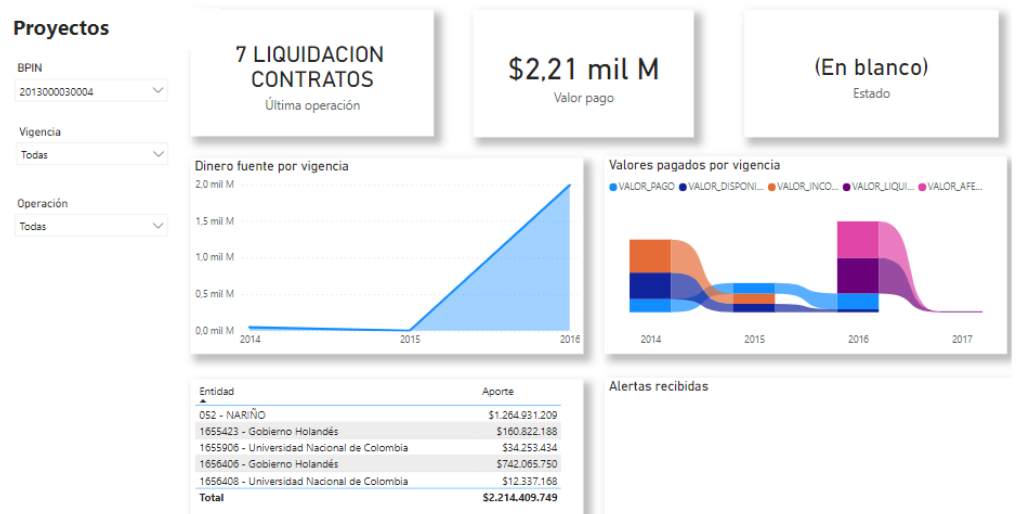 Proyectos
BPIN
2013000030004
Vigencia
Todas
Operación
Todas
7 LIQUIDACION
CONTRATOS
Última operación
$2,21 mil M
Valor pago
(En blanco)
Estado
Dinero fuente por vigencia
2,0 mil M
1,5 mil M
1,0 mil M
0,5 mil M
0,0 mil M
2014 2015 2016
Valores pagados por vigencia
VALOR_PAGO VALOR_DISPONI... VALOR_INCO... VALOR_LIQUI... VALOR_AFE...
2014 2015 2016 2017
Entidad Aporte
052 - NARIÑO $1.264.931.209
1655423 - Gobierno Holandés $160.822.188
1655906 - Universidad Nacional de Colombia $34.253.434
1656406 - Gobierno Holandés $742.065.750
1656408 - Universidad Nacional de Colombia $12.337.168
Total $2.214.409.749
Alertas recibidas